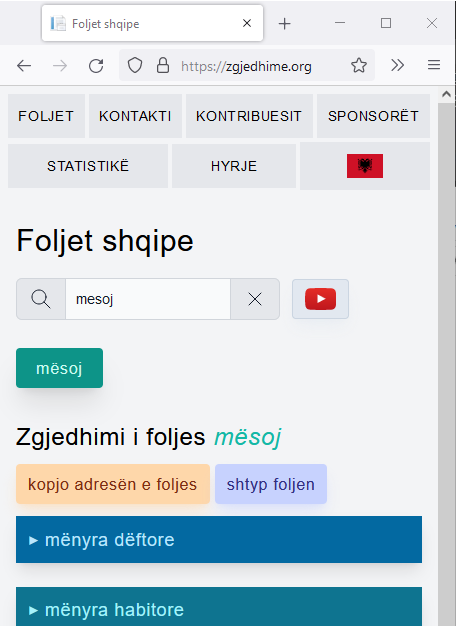 Foljet shqipe
https://zgjedhime.org
FOLJET KONTAKTI KONTRIBUESIT SPONSORËT
STATISTIKË HYRJE
Foljet shqipe
mesoj
mësoj
Zgjedhimi i foljes mësoj
kopjo adresën e foljes shtyp foljen
▸ mënyra dëftore
▸ mënyra habitore